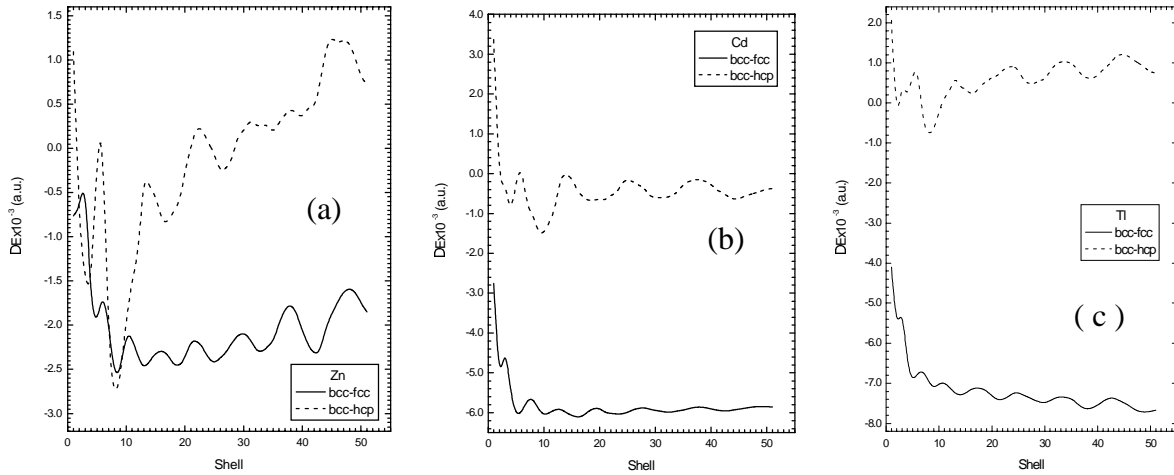 1.5
1.0
0.5
0.0
-0.5
-1.0
-1.5
-2.0
-2.5
-3.0
DEx10⁻³ (a.u.)
0 10 20 30 40 50
Shell
(a)
Zn
bcc-fcc
bcc-hcp
4.0
3.0
2.0
1.0
0.0
-1.0
-2.0
-3.0
-4.0
-5.0
-6.0
DEx10⁻³ (a.u.)
0 10 20 30 40 50
Shell
Cd
bcc-fcc
bcc-hcp
(b)
2.0
1.0
0.0
-1.0
-2.0
-3.0
-4.0
-5.0
-6.0
-7.0
-8.0
DEx10⁻³ (a.u.)
0 10 20 30 40 50
Shell
Tl
bcc-fcc
bcc-hcp
( c )